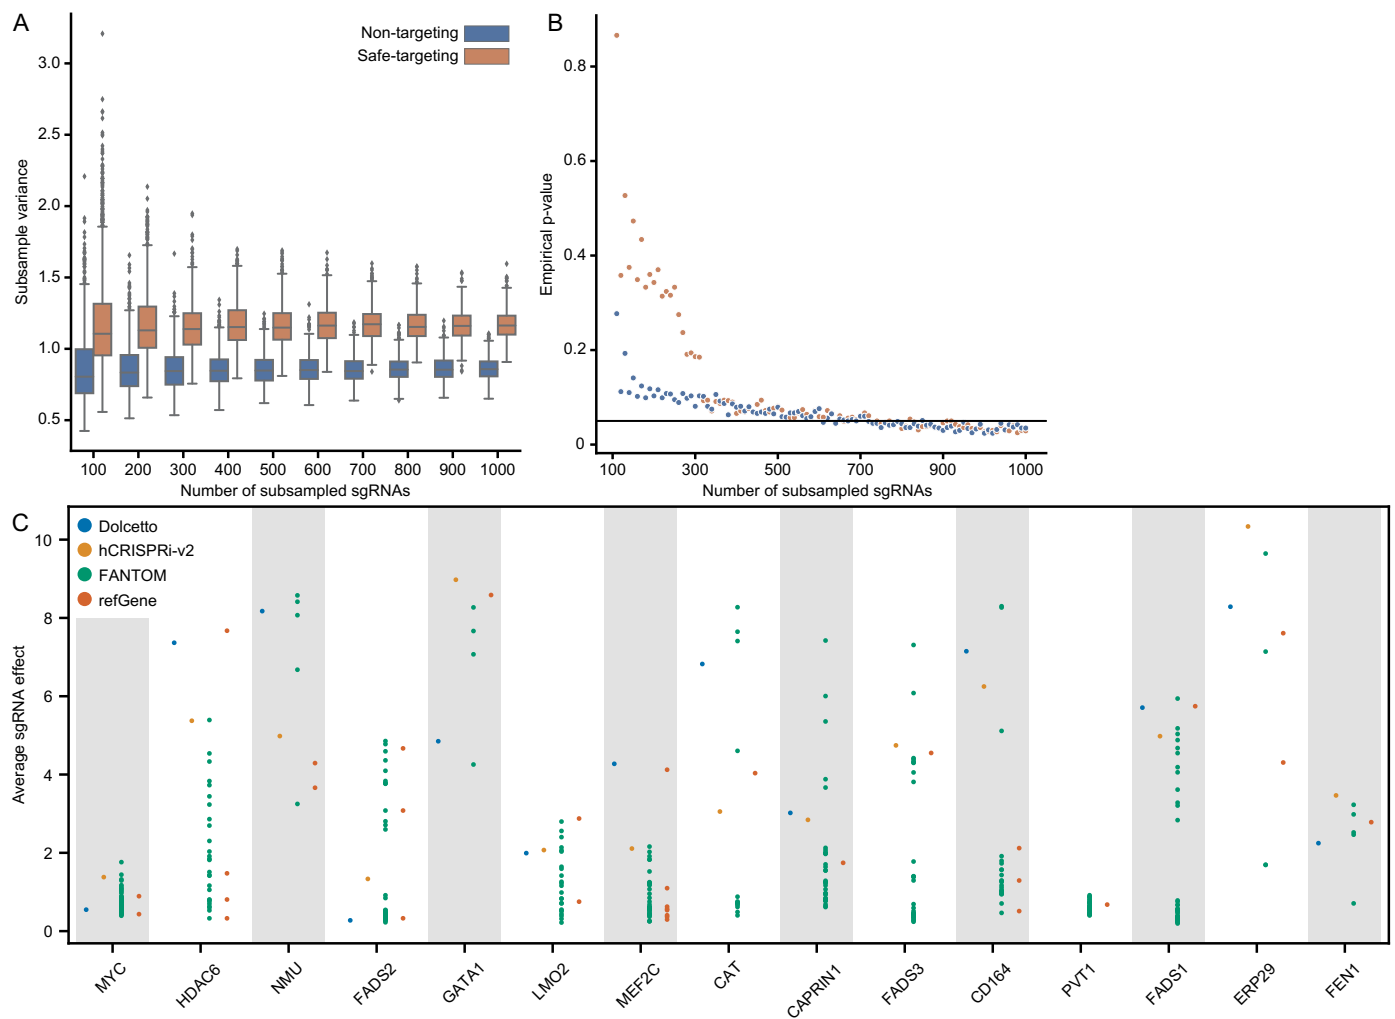 A
Non-targeting
Safe-targeting
3.0
2.5
2.0
1.5
1.0
0.5
Subsample variance
100 200 300 400 500 600 700 800 900 1000
Number of subsampled sgRNAs
B
0.8
0.6
0.4
0.2
0
Empirical p-value
100 300 500 700 900 1000
Number of subsampled sgRNAs
C
Dolcetto
hCRISPRi-v2
FANTOM
refGene
10
8
6
4
2
0
Average sgRNA effect
MYC HDAC6 NMU FADS2 GATA1 LMO2 MEF2C CAT CAPRIN1 FADS3 CD164 PVT1 FADS1 ERP29 FEN1